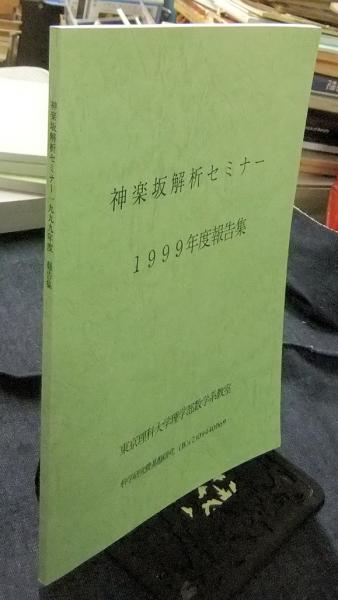 神楽坂解析セミナー
1999年度報告集
東京理科大学理学部数学系教室
神楽坂解析セミナー一九九九年度 報告集